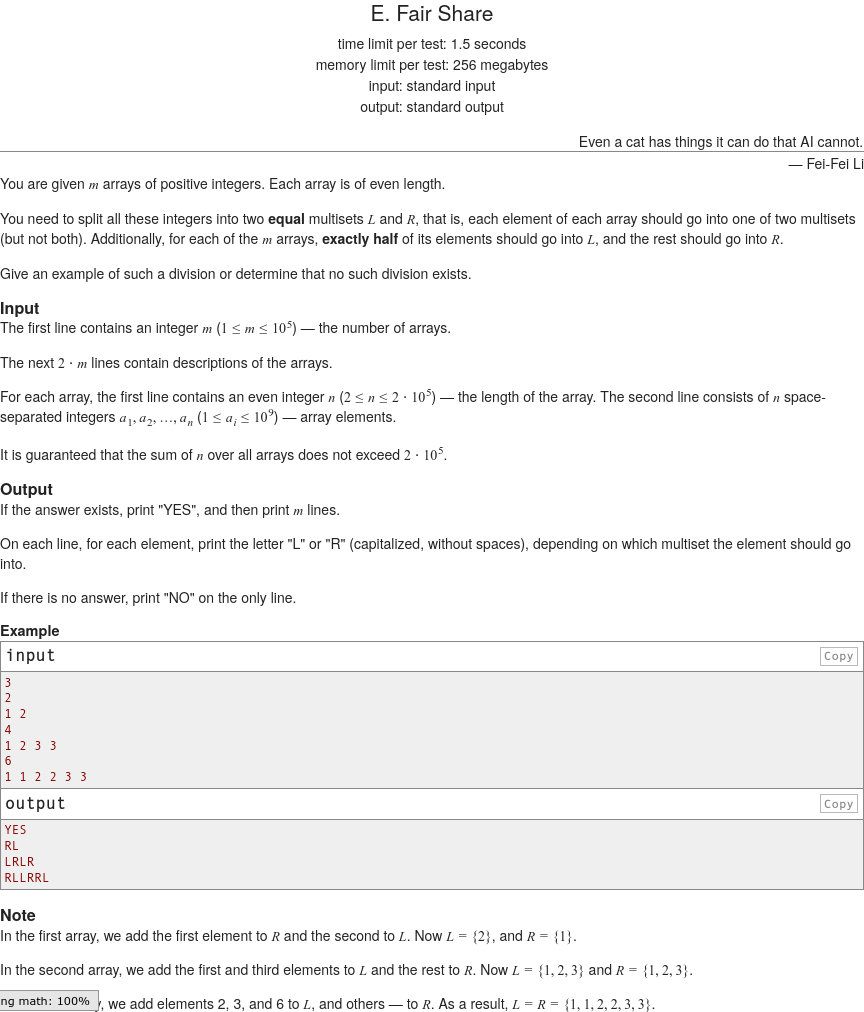 E. Fair Share
time limit per test: 1.5 seconds
memory limit per test: 256 megabytes
input: standard input
output: standard output
Even a cat has things it can do that AI cannot.
— Fei-Fei Li
You are given m arrays of positive integers. Each array is of even length.
You need to split all these integers into two equal multisets L and R, that is, each element of each array should go into one of two multisets
(but not both). Additionally, for each of the m arrays, exactly half of its elements should go into L, and the rest should go into R.
Give an example of such a division or determine that no such division exists.
Input
The first line contains an integer m (1 ≤ m ≤ 10^5) — the number of arrays.
The next 2 · m lines contain descriptions of the arrays.
For each array, the first line contains an even integer n (2 ≤ n ≤ 2 · 10^5) — the length of the array. The second line consists of n space-
separated integers a_1, a_2, …, a_n (1 ≤ a_i ≤ 10^9) — array elements.
It is guaranteed that the sum of n over all arrays does not exceed 2 · 10^5.
Output
If the answer exists, print "YES", and then print m lines.
On each line, for each element, print the letter "L" or "R" (capitalized, without spaces), depending on which multiset the element should go
into.
If there is no answer, print "NO" on the only line.
Example
input Copy
3
2
1 2
4
1 2 3 3
6
1 1 2 2 3 3
output Copy
YES
RL
LRLR
RLLRRL
Note
In the first array, we add the first element to R and the second to L. Now L = {2}, and R = {1}.
In the second array, we add the first and third elements to L and the rest to R. Now L = {1, 2, 3} and R = {1, 2, 3}.
ng math: 100% , we add elements 2, 3, and 6 to L, and others — to R. As a result, L = R = {1, 1, 2, 2, 3, 3}.